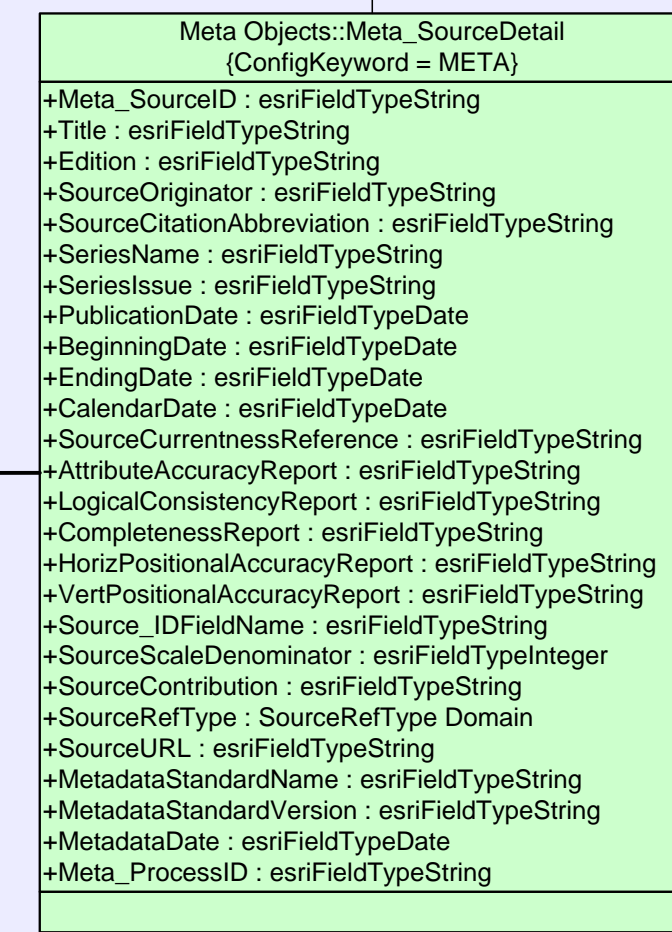 Meta Objects::Meta_SourceDetail
{ConfigKeyword = META}
+Meta_SourceID : esriFieldTypeString
+Title : esriFieldTypeString
+Edition : esriFieldTypeString
+SourceOriginator : esriFieldTypeString
+SourceCitationAbbreviation : esriFieldTypeString
+SeriesName : esriFieldTypeString
+SeriesIssue : esriFieldTypeString
+PublicationDate : esriFieldTypeDate
+BeginningDate : esriFieldTypeDate
+EndingDate : esriFieldTypeDate
+CalendarDate : esriFieldTypeDate
+SourceCurrentnessReference : esriFieldTypeString
+AttributeAccuracyReport : esriFieldTypeString
+LogicalConsistencyReport : esriFieldTypeString
+CompletenessReport : esriFieldTypeString
+HorizPositionalAccuracyReport : esriFieldTypeString
+VertPositionalAccuracyReport : esriFieldTypeString
+Source_IDFieldName : esriFieldTypeString
+SourceScaleDenominator : esriFieldTypeInteger
+SourceContribution : esriFieldTypeString
+SourceRefType : SourceRefType Domain
+SourceURL : esriFieldTypeString
+MetadataStandardName : esriFieldTypeString
+MetadataStandardVersion : esriFieldTypeString
+MetadataDate : esriFieldTypeDate
+Meta_ProcessID : esriFieldTypeString